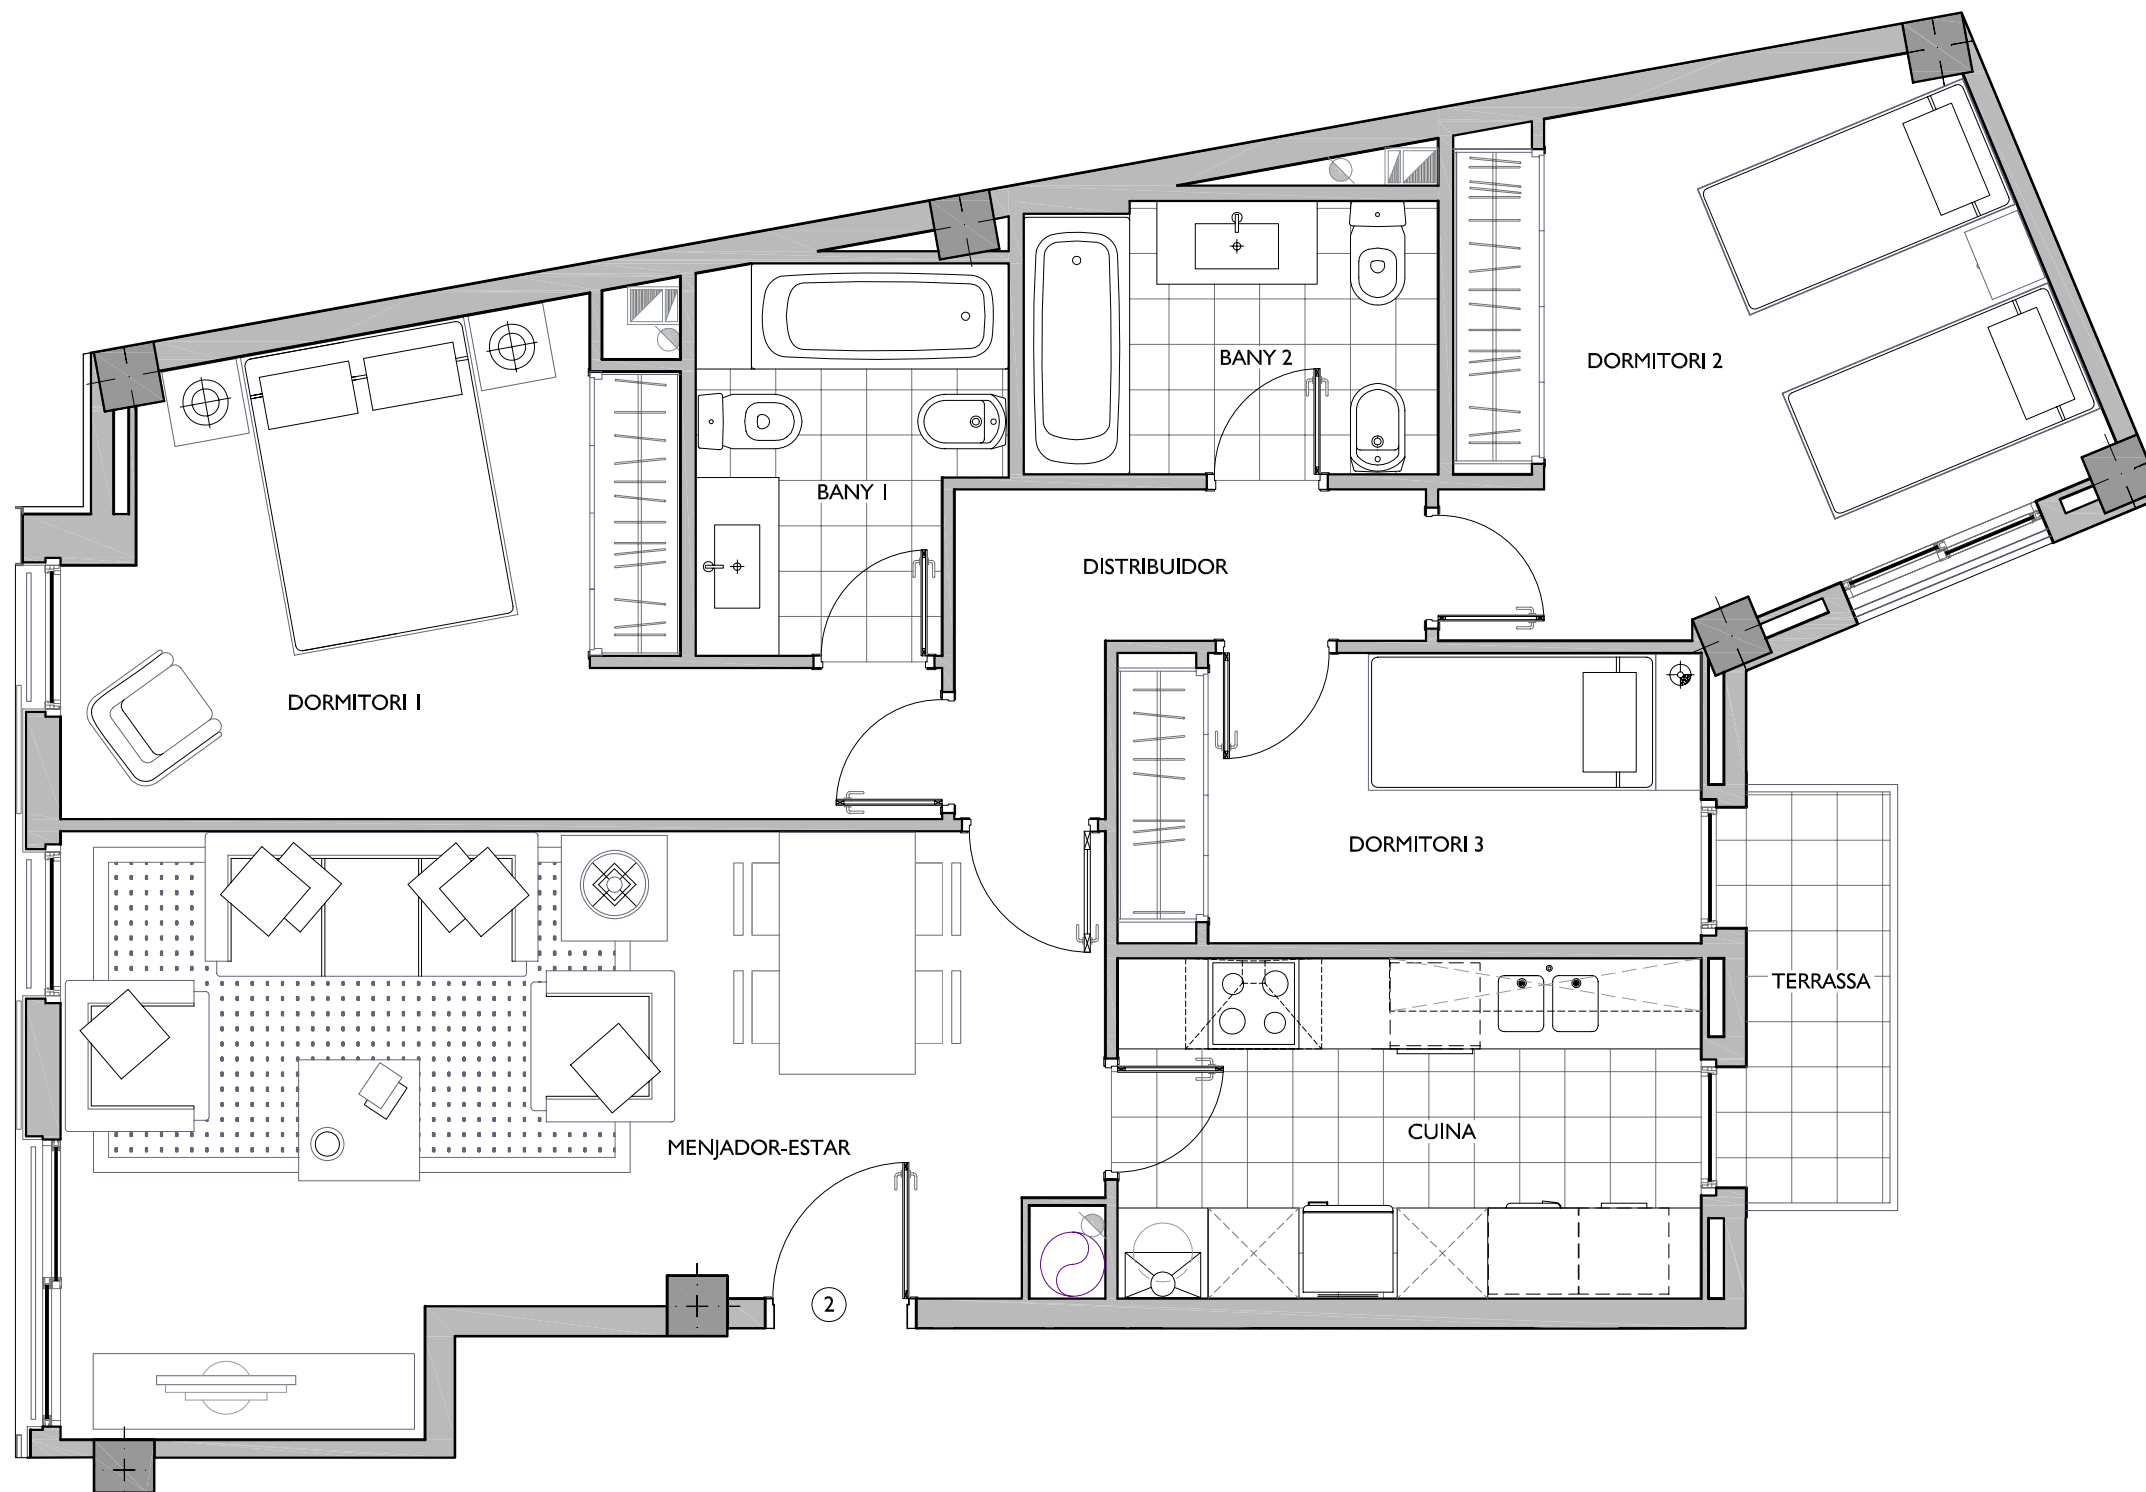 BANY 2
DORMITORI 2
BANY 1
DISTRIBUIDOR
DORMITORI 1
DORMITORI 3
TERRASSA
CUINA
MENJADOR-ESTAR
2